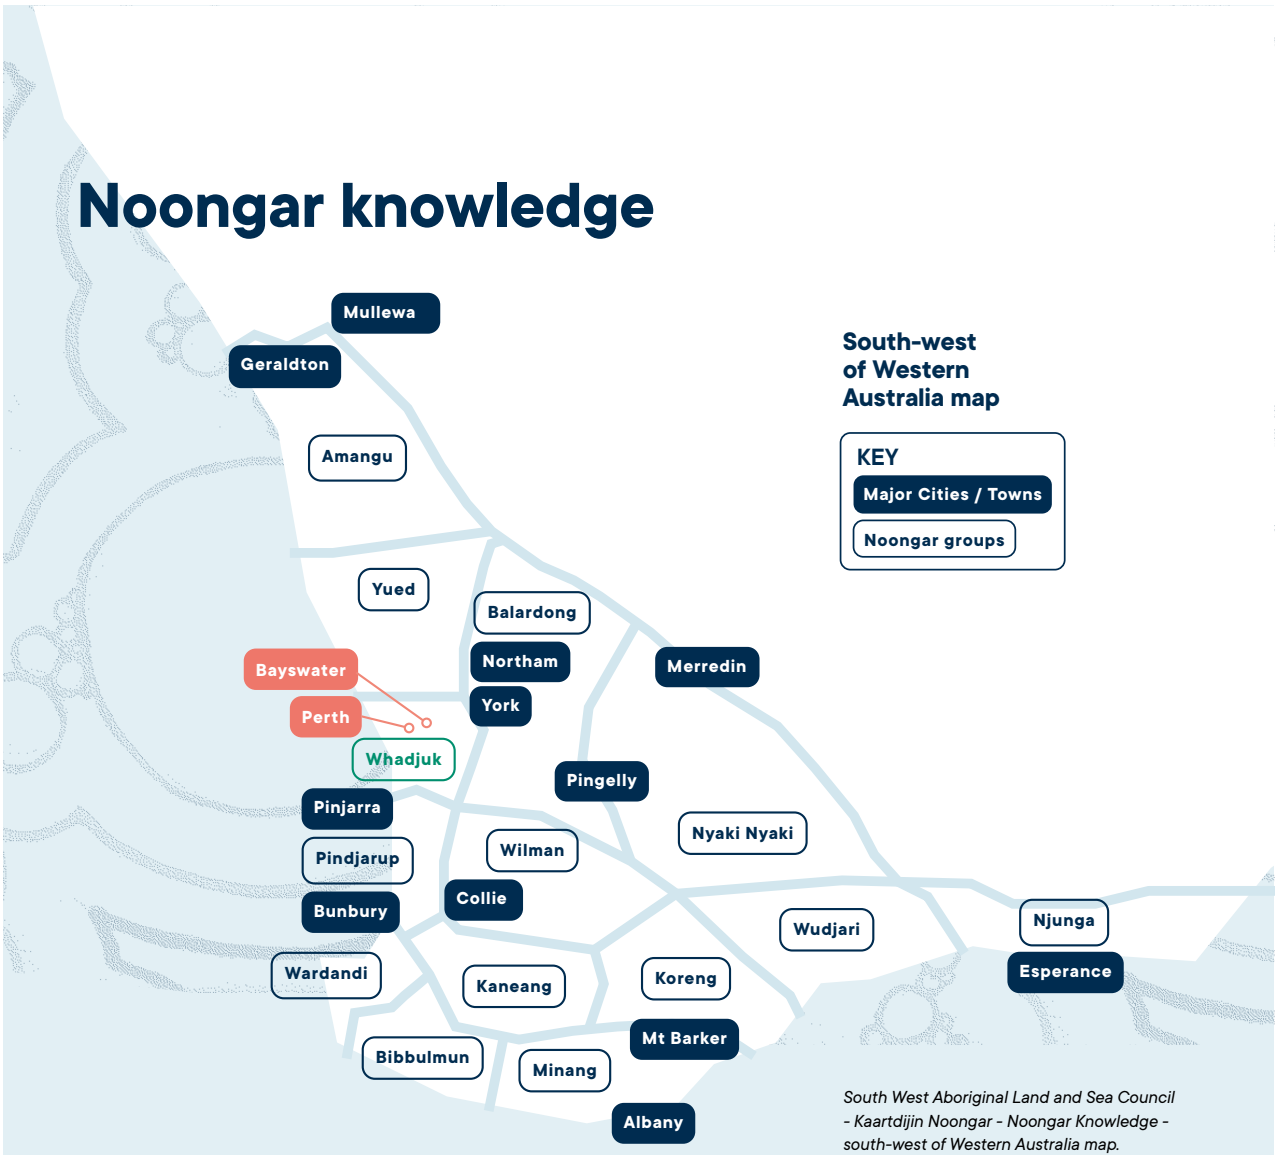 Noongar knowledge
Mullewa
Geraldton
South-west
of Western
Australia map
KEY
Major Cities / Towns
Noongar groups
Amangu
Yued
Balardong
Northam
Bayswater
Merredin
York
Perth
Whadjuk
Pingelly
Pinjarra
Nyaki Nyaki
Wilman
Pindjarup
Collie
Bunbury
Njunga
Wudjari
Esperance
Wardandi
Koreng
Kaneang
Mt Barker
Bibbulmun
Minang
Albany
South West Aboriginal Land and Sea Council
- Kaartdijin Noongar - Noongar Knowledge -
south-west of Western Australia map.